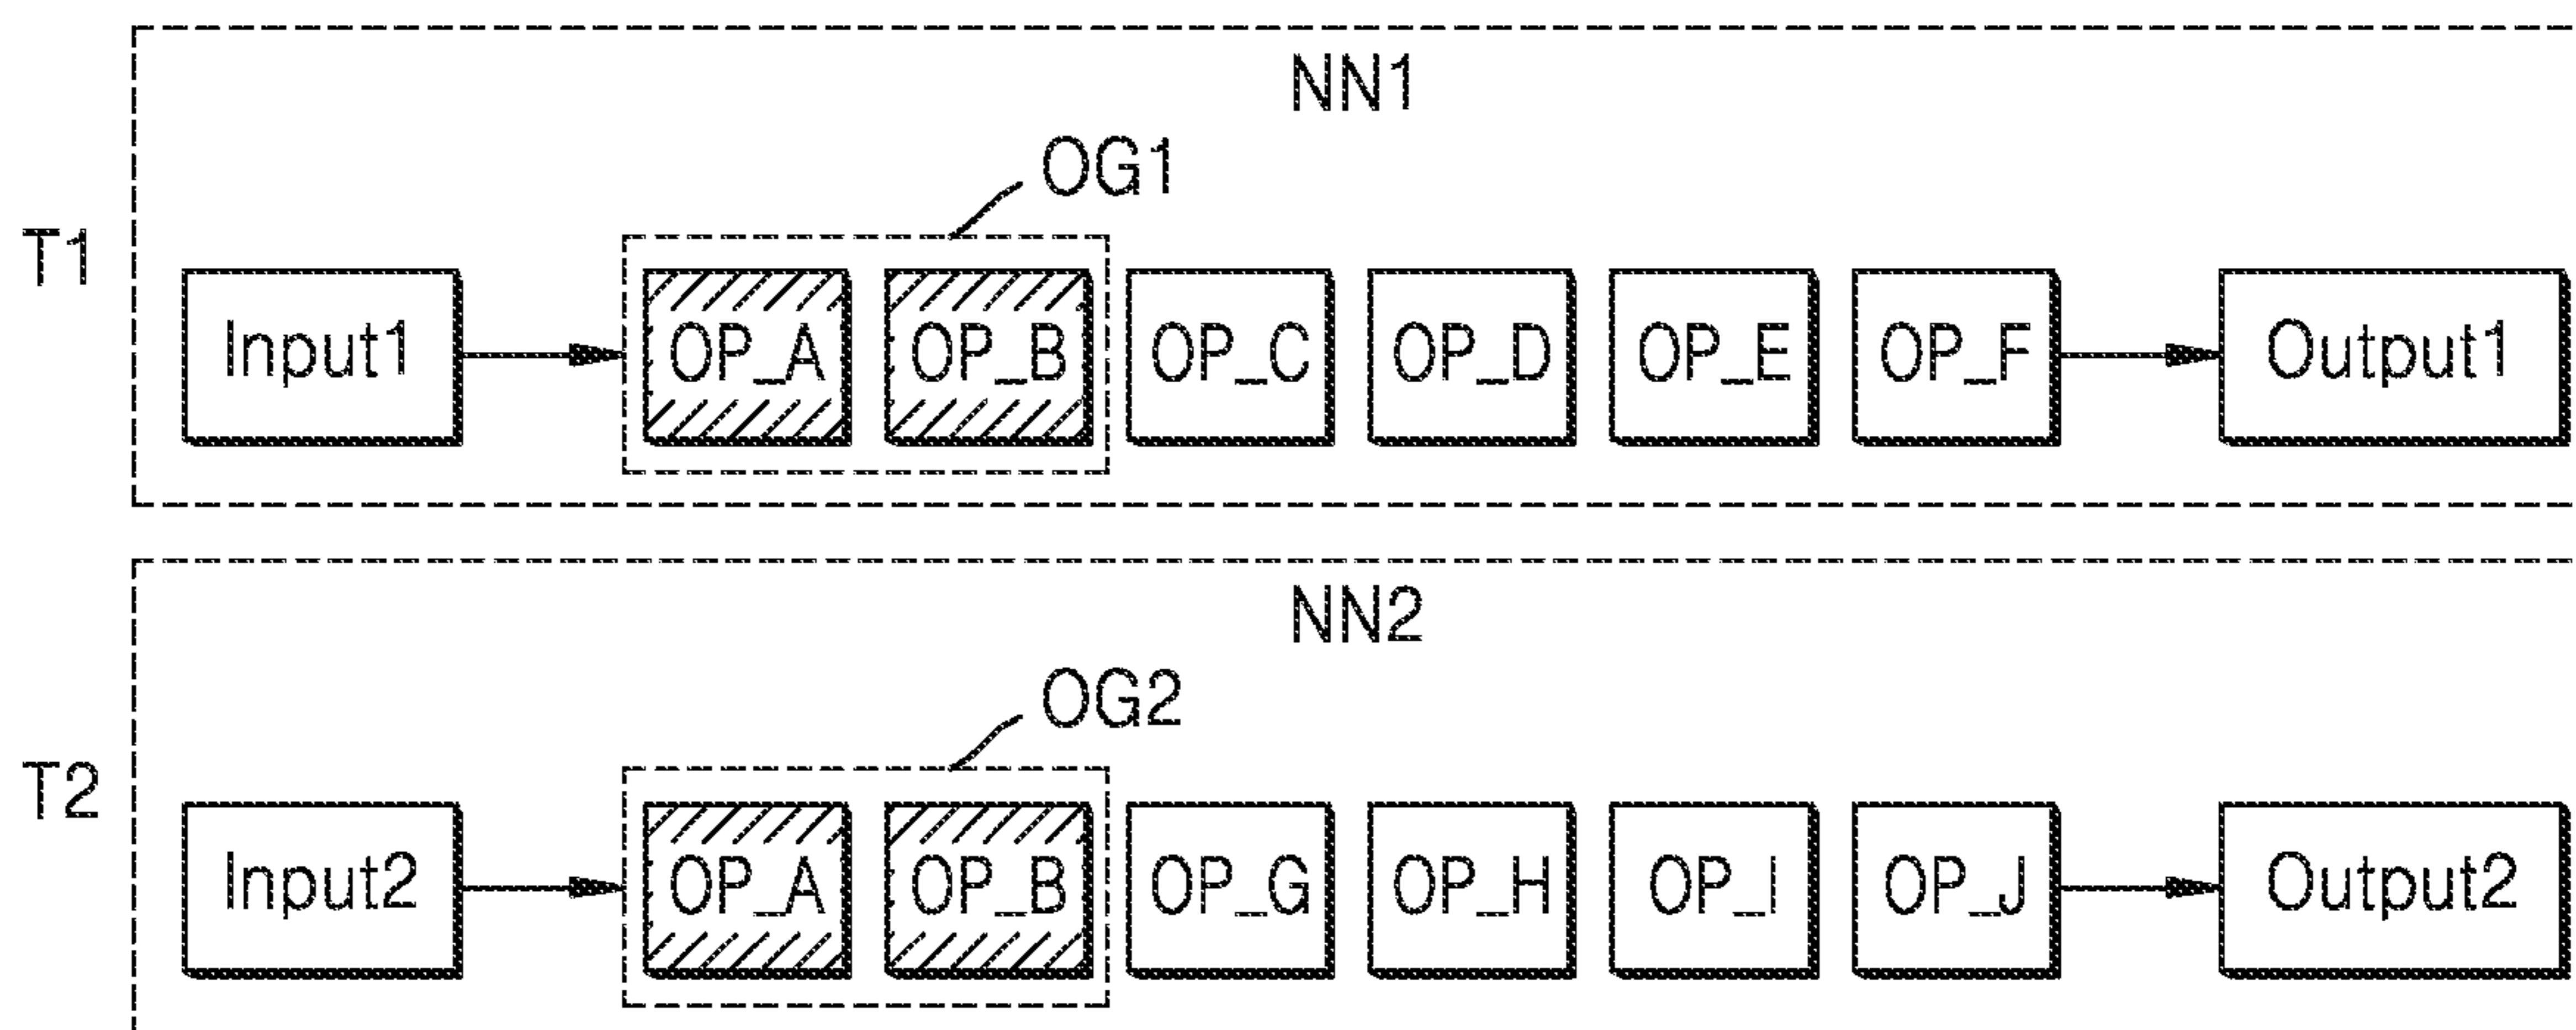 NN1
OG1
T1
Input1 OP_A OP_B OP_C OP_D OP_E OP_F Output1
NN2
OG2
T2
Input2 OP_A OP_B OP_G OP_H OP_I OP_J Output2